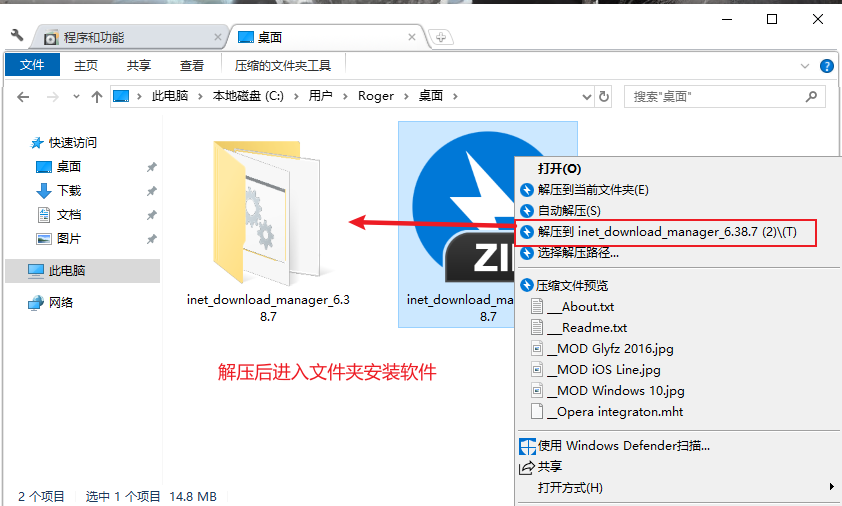 程序和功能
桌面
文件 主页 共享 查看 压缩的文件夹工具
此电脑 本地磁盘 (C:) 用户 Roger 桌面
搜索"桌面"
快速访问
桌面
下载
文档
图片
此电脑
网络
inet_download_manager_6.3
8.7
ZI
inet_download_ma
8.7
解压后进入文件夹安装软件
打开(O)
解压到当前文件夹(E)
自动解压(S)
解压到 inet_download_manager_6.38.7 (2)\(T)
选择解压路径...
压缩文件预览
__About.txt
__Readme.txt
__MOD Glyfz 2016.jpg
__MOD iOS Line.jpg
__MOD Windows 10.jpg
__Opera integraton.mht
使用 Windows Defender扫描...
共享
打开方式(H)
2 个项目 选中 1 个项目 14.8 MB